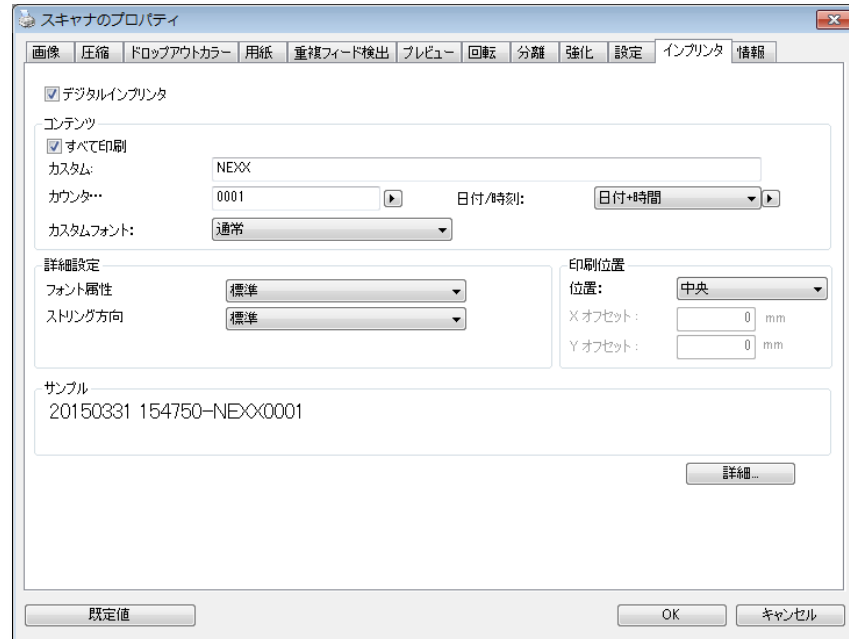 スキャナのプロパティ
画像 圧縮 ドロップアウトカラー 用紙 重複フィード検出 プレビュー 回転 分離 強化 設定 インプリンタ 情報
デジタルインプリンタ
コンテンツ
すべて印刷
カスタム: NEXX
カウンタ… 0001 日付/時刻: 日付+時間
カスタムフォント: 通常
詳細設定 印刷位置
フォント属性 標準 位置: 中央
ストリング方向 標準 X オフセット: 0 mm
Y オフセット: 0 mm
サンプル
20150331 154750-NEXX0001
詳細...
既定値 OK キャンセル